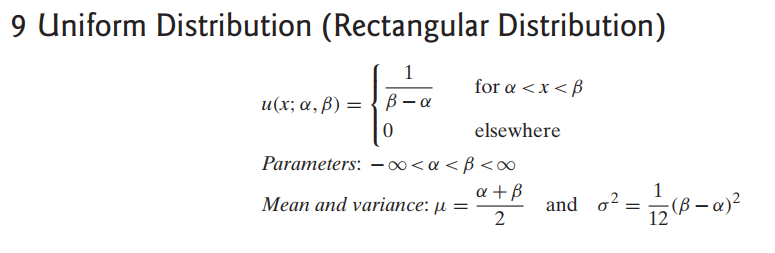 9 Uniform Distribution (Rectangular Distribution)
u(x; α, β) = { 1/(β − α) for α < x < β
0 elsewhere
Parameters: −∞ < α < β < ∞
Mean and variance: μ = (α + β)/2 and σ² = 1/12 (β − α)²